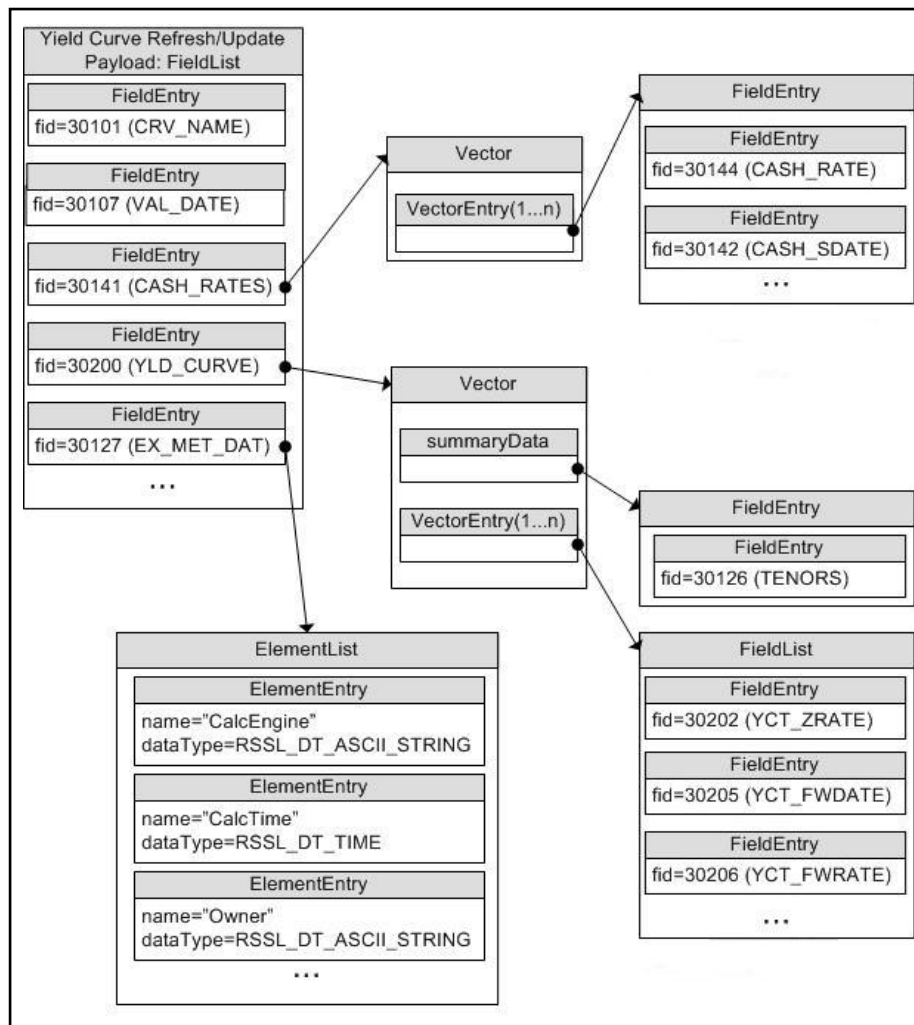 Yield Curve Refresh/Update
Payload: FieldList
FieldEntry
fid=30101 (CRV_NAME)
FieldEntry
fid=30107 (VAL_DATE)
FieldEntry
fid=30141 (CASH_RATES)
FieldEntry
fid=30200 (YLD_CURVE)
FieldEntry
fid=30127 (EX_MET_DAT)
...
Vector
VectorEntry(1...n)
FieldEntry
FieldEntry
fid=30144 (CASH_RATE)
FieldEntry
fid=30142 (CASH_SDATE)
...
Vector
summaryData
VectorEntry(1...n)
FieldEntry
FieldEntry
fid=30126 (TENORS)
FieldList
FieldEntry
fid=30202 (YCT_ZRATE)
FieldEntry
fid=30205 (YCT_FWDATE)
FieldEntry
fid=30206 (YCT_FWRATE)
...
ElementList
ElementEntry
name="CalcEngine"
dataType=RSSL_DT_ASCII_STRING
ElementEntry
name="CalcTime"
dataType=RSSL_DT_TIME
ElementEntry
name="Owner"
dataType=RSSL_DT_ASCII_STRING
...